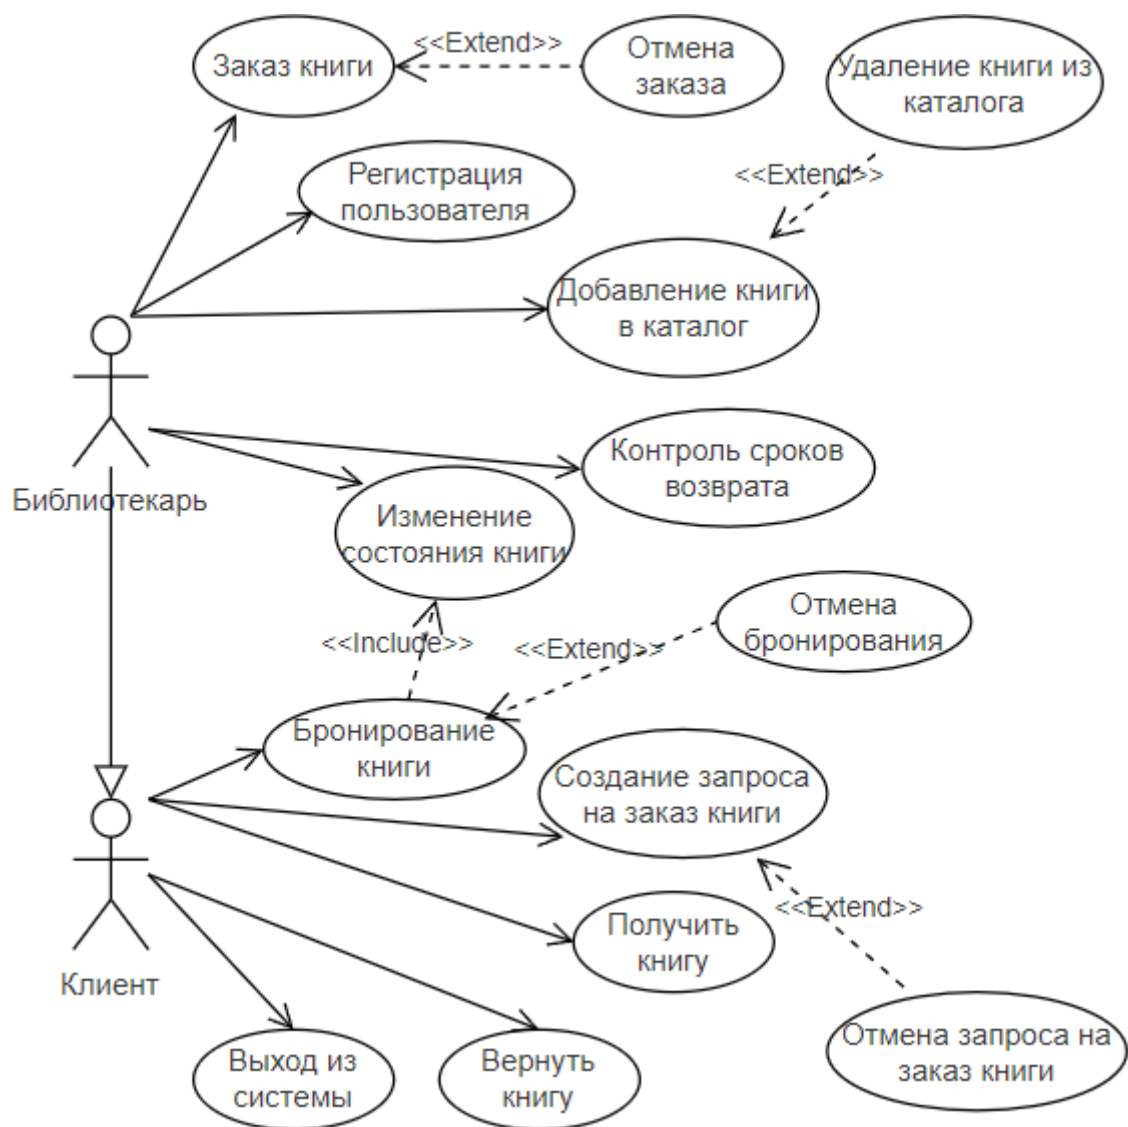 <<Extend>>
Заказ книги
Отмена
заказа
Удаление книги из
каталога
Регистрация
пользователя
<<Extend>>
Добавление книги
в каталог
Контроль сроков
возврата
Библиотекарь
Изменение
состояния книги
Отмена
бронирования
<<Include>>
<<Extend>>
Бронирование
книги
Создание запроса
на заказ книги
<<Extend>>
Получить
книгу
Клиент
Отмена запроса на
заказ книги
Выход из
системы
Вернуть
книгу